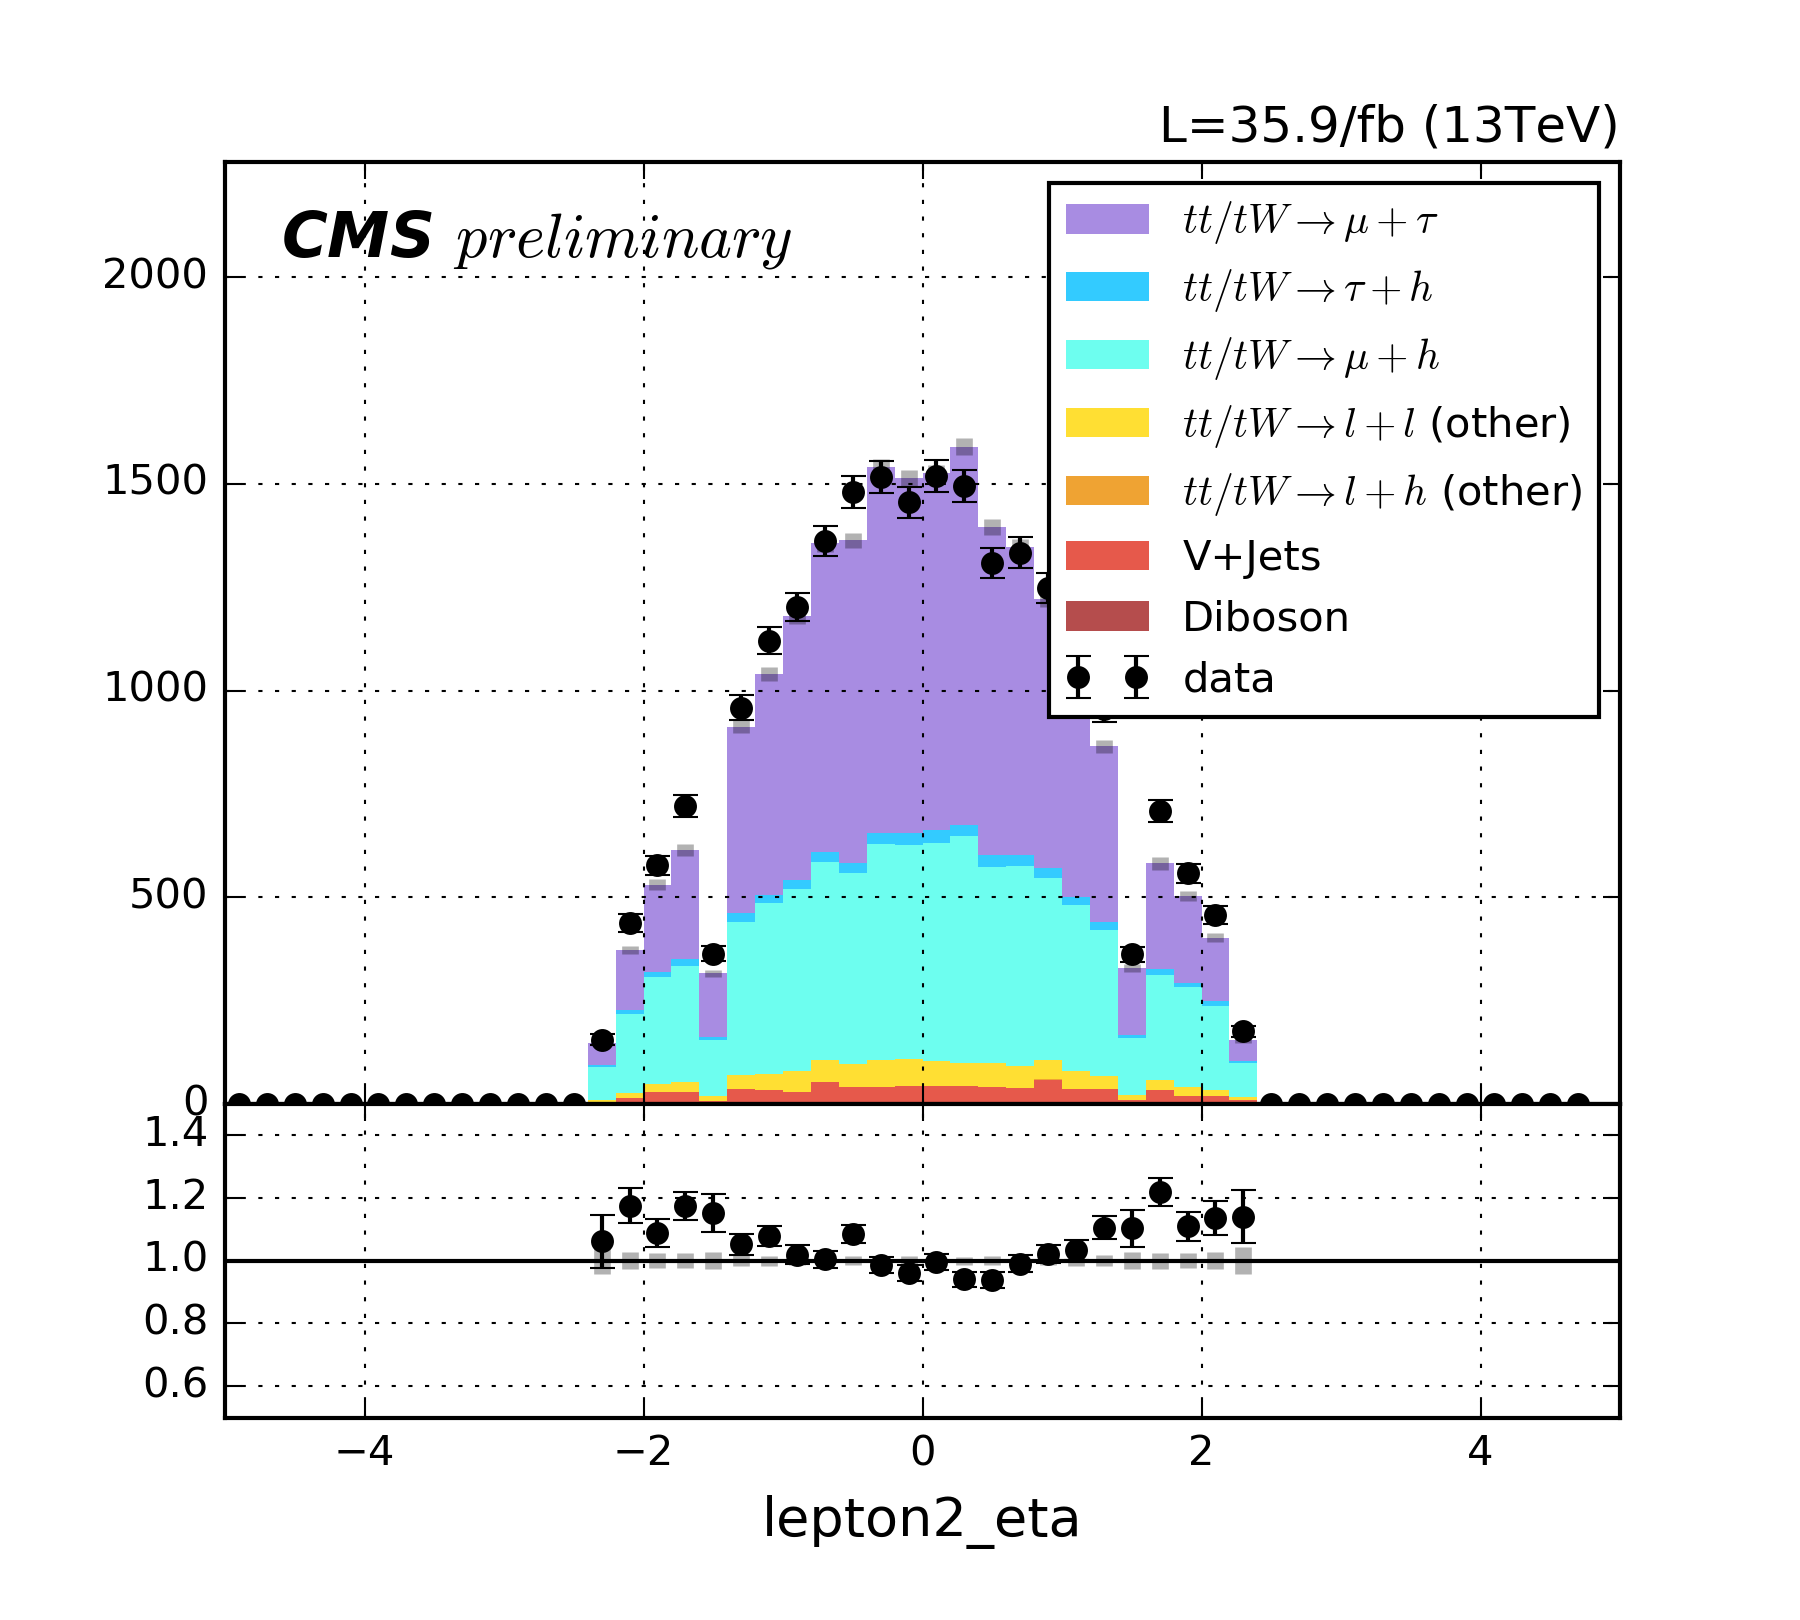 L=35.9/fb (13TeV)
CMS preliminary
tt/tW→μ+τ
tt/tW→τ+h
tt/tW→μ+h
tt/tW→l+l (other)
tt/tW→l+h (other)
V+Jets
Diboson
data
2000
1500
1000
500
0
1.4
1.2
1.0
0.8
0.6
−4 −2 0 2 4
lepton2_eta